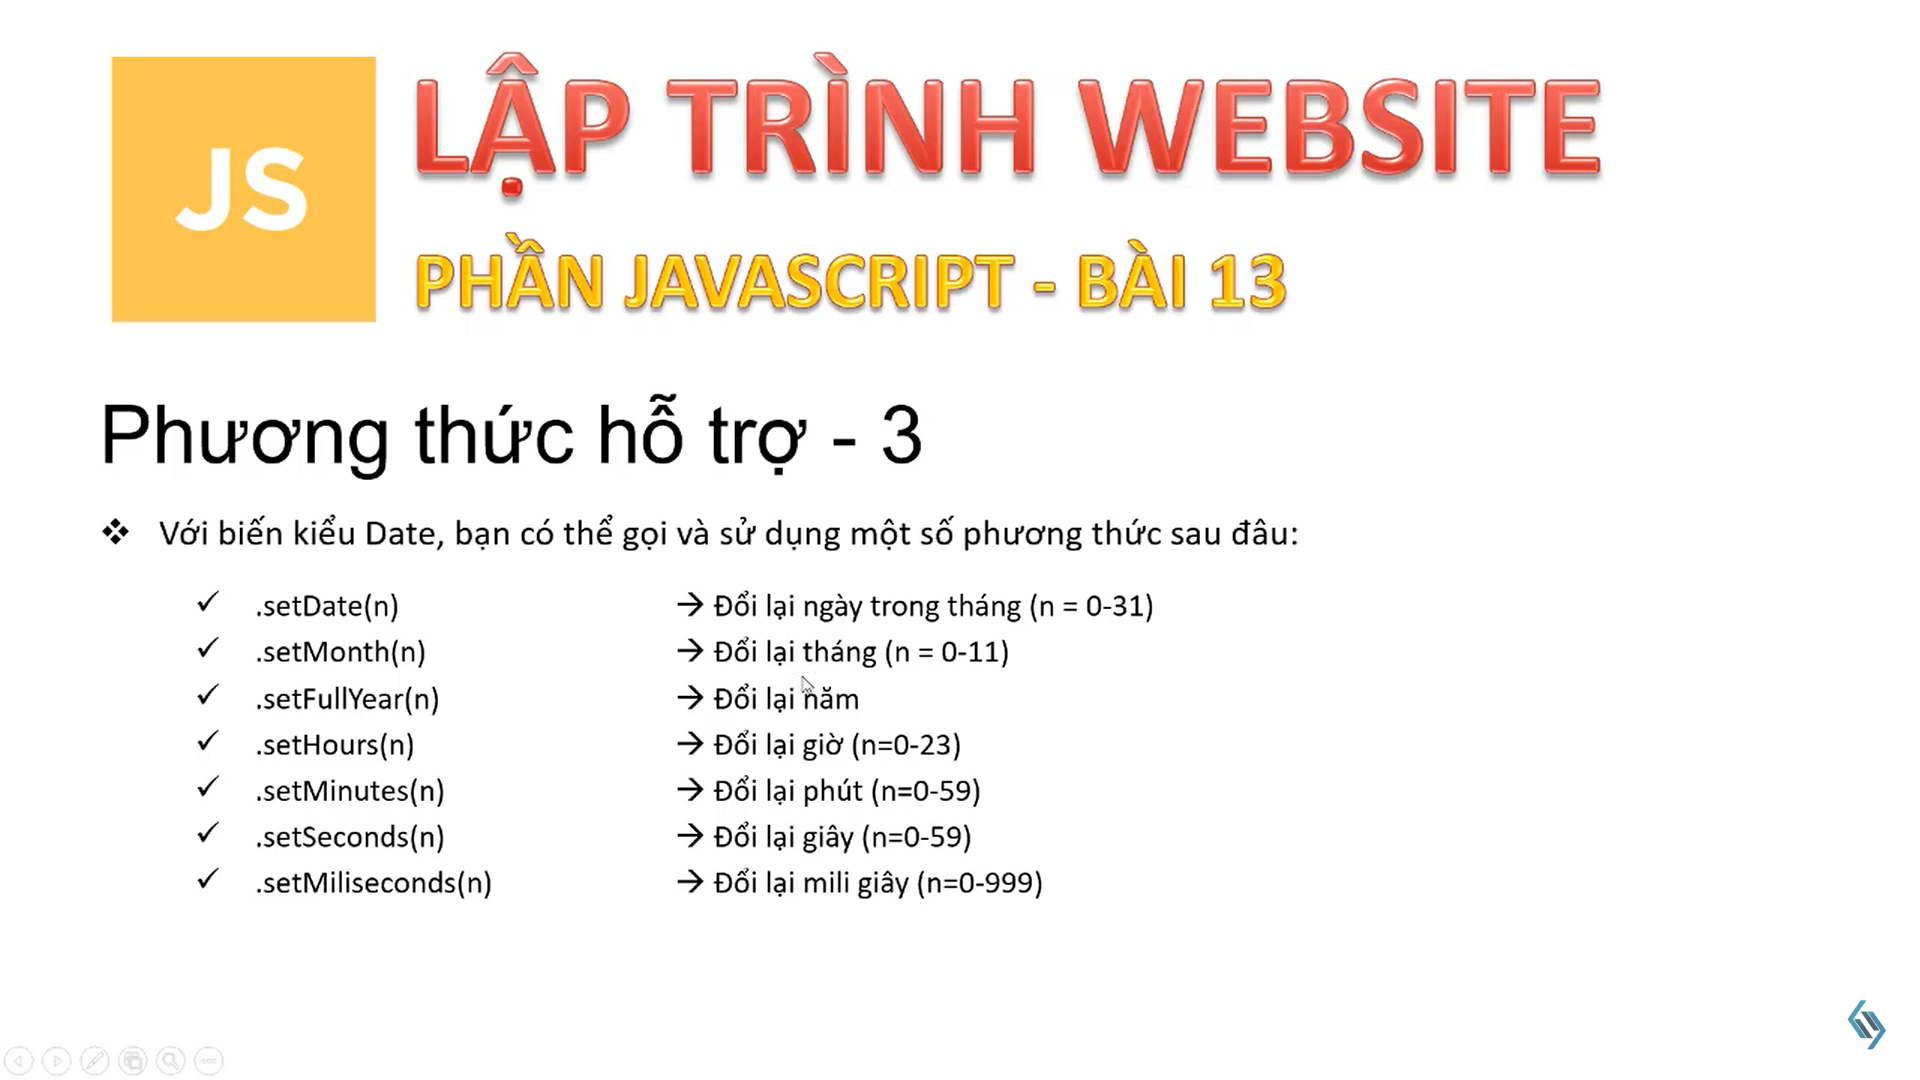 JS
LẬP TRÌNH WEBSITE
PHẦN JAVASCRIPT - BÀI 13
Phương thức hỗ trợ - 3
❖ Với biến kiểu Date, bạn có thể gọi và sử dụng một số phương thức sau đâu:
✓ .setDate(n) → Đổi lại ngày trong tháng (n = 0-31)
✓ .setMonth(n) → Đổi lại tháng (n = 0-11)
✓ .setFullYear(n) → Đổi lại năm
✓ .setHours(n) → Đổi lại giờ (n=0-23)
✓ .setMinutes(n) → Đổi lại phút (n=0-59)
✓ .setSeconds(n) → Đổi lại giây (n=0-59)
✓ .setMiliseconds(n) → Đổi lại mili giây (n=0-999)